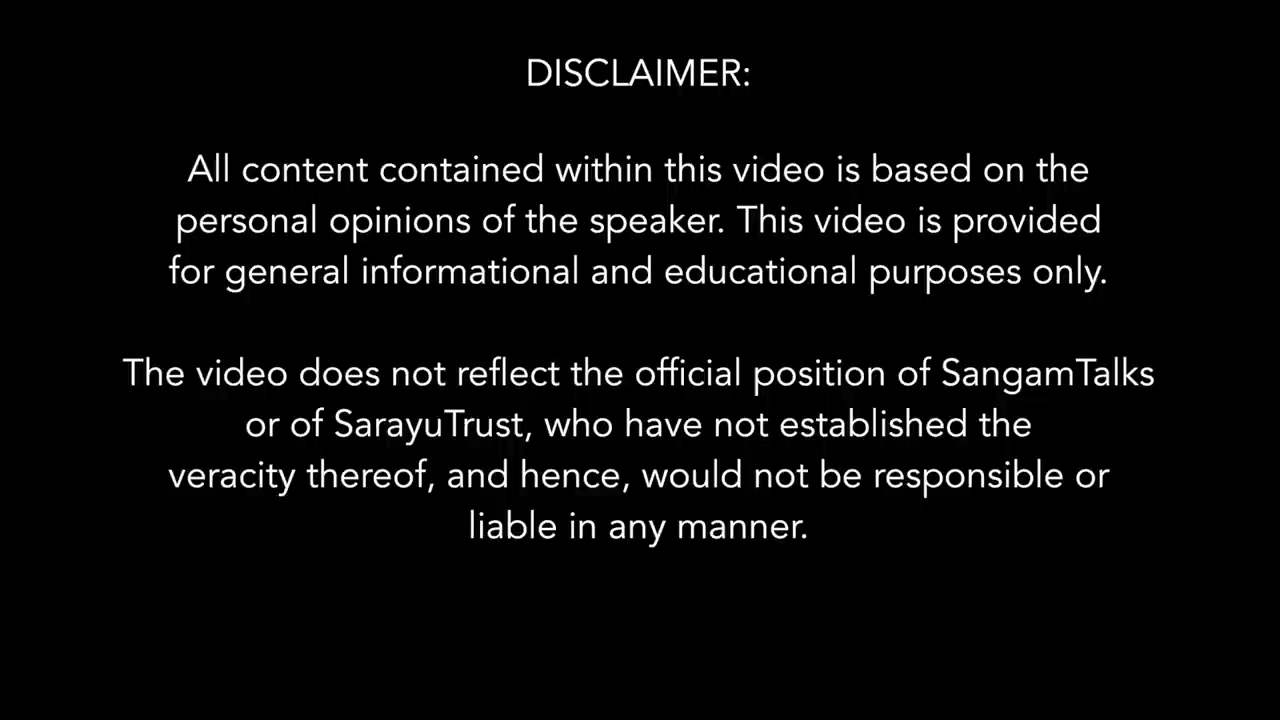 DISCLAIMER:
All content contained within this video is based on the
personal opinions of the speaker. This video is provided
for general informational and educational purposes only.
The video does not reflect the official position of SangamTalks
or of SarayuTrust, who have not established the
veracity thereof, and hence, would not be responsible or
liable in any manner.